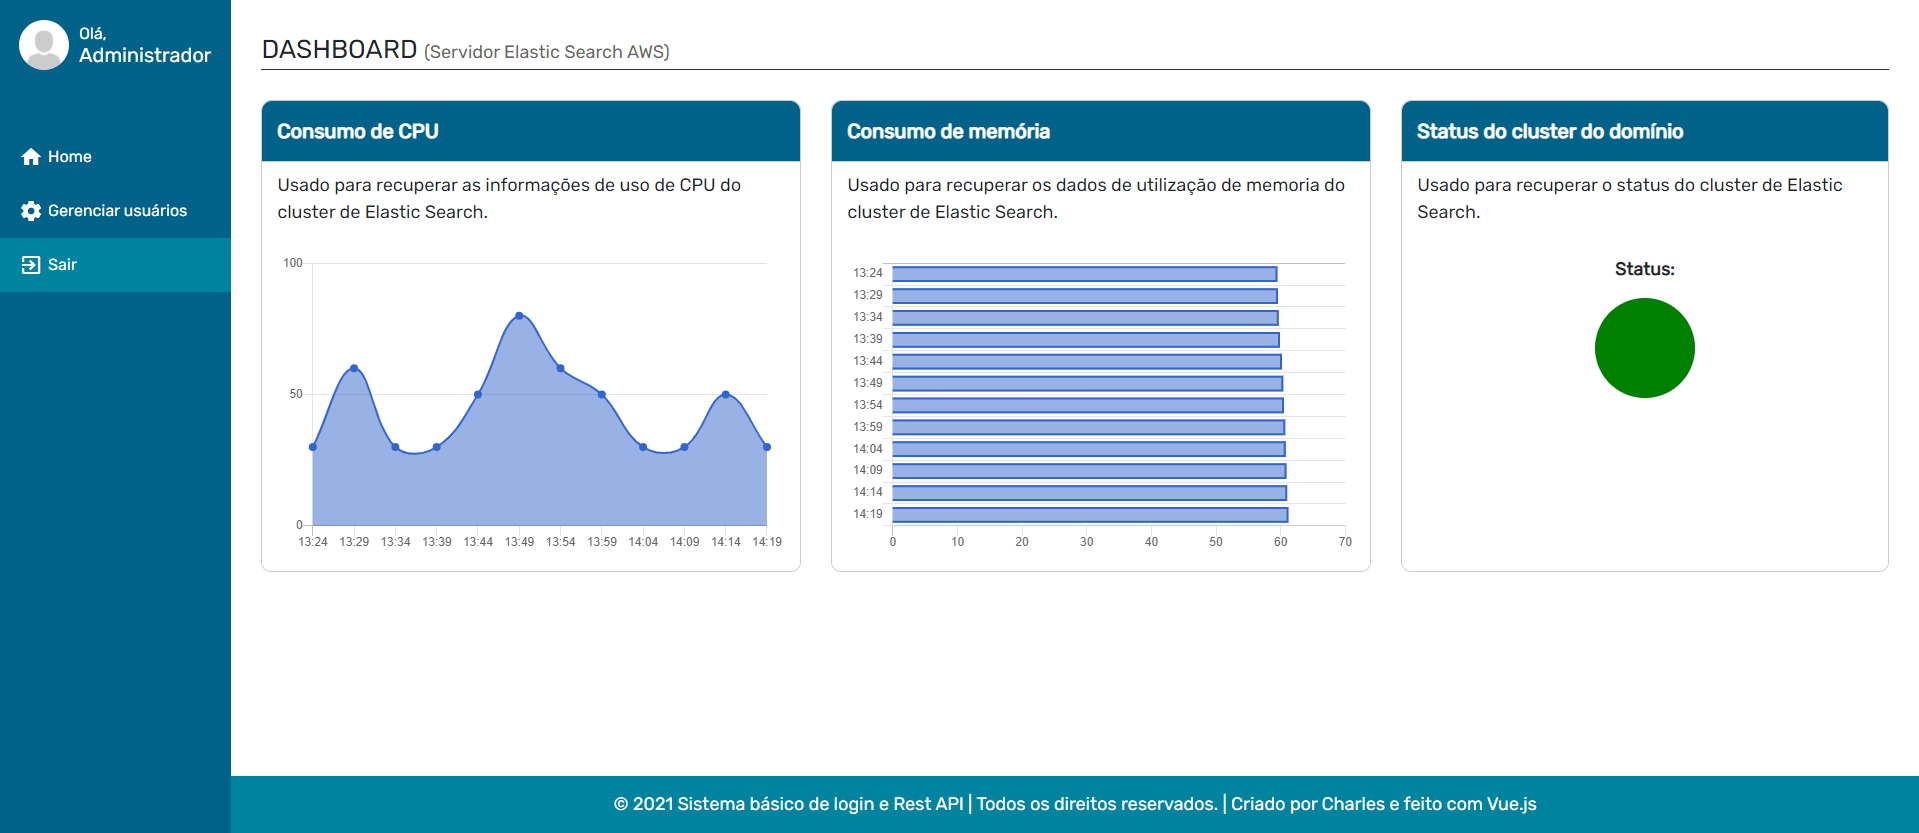 Olá,
Administrador
Home
Gerenciar usuários
Sair
DASHBOARD (Servidor Elastic Search AWS)
Consumo de CPU
Usado para recuperar as informações de uso de CPU do
cluster de Elastic Search.
100
50
0
13:24 13:29 13:34 13:39 13:44 13:49 13:54 13:59 14:04 14:09 14:14 14:19
Consumo de memória
Usado para recuperar os dados de utilização de memoria do
cluster de Elastic Search.
13:24
13:29
13:34
13:39
13:44
13:49
13:54
13:59
14:04
14:09
14:14
14:19
0 10 20 30 40 50 60 70
Status do cluster do domínio
Usado para recuperar o status do cluster de Elastic
Search.
Status:
© 2021 Sistema básico de login e Rest API | Todos os direitos reservados. | Criado por Charles e feito com Vue.js